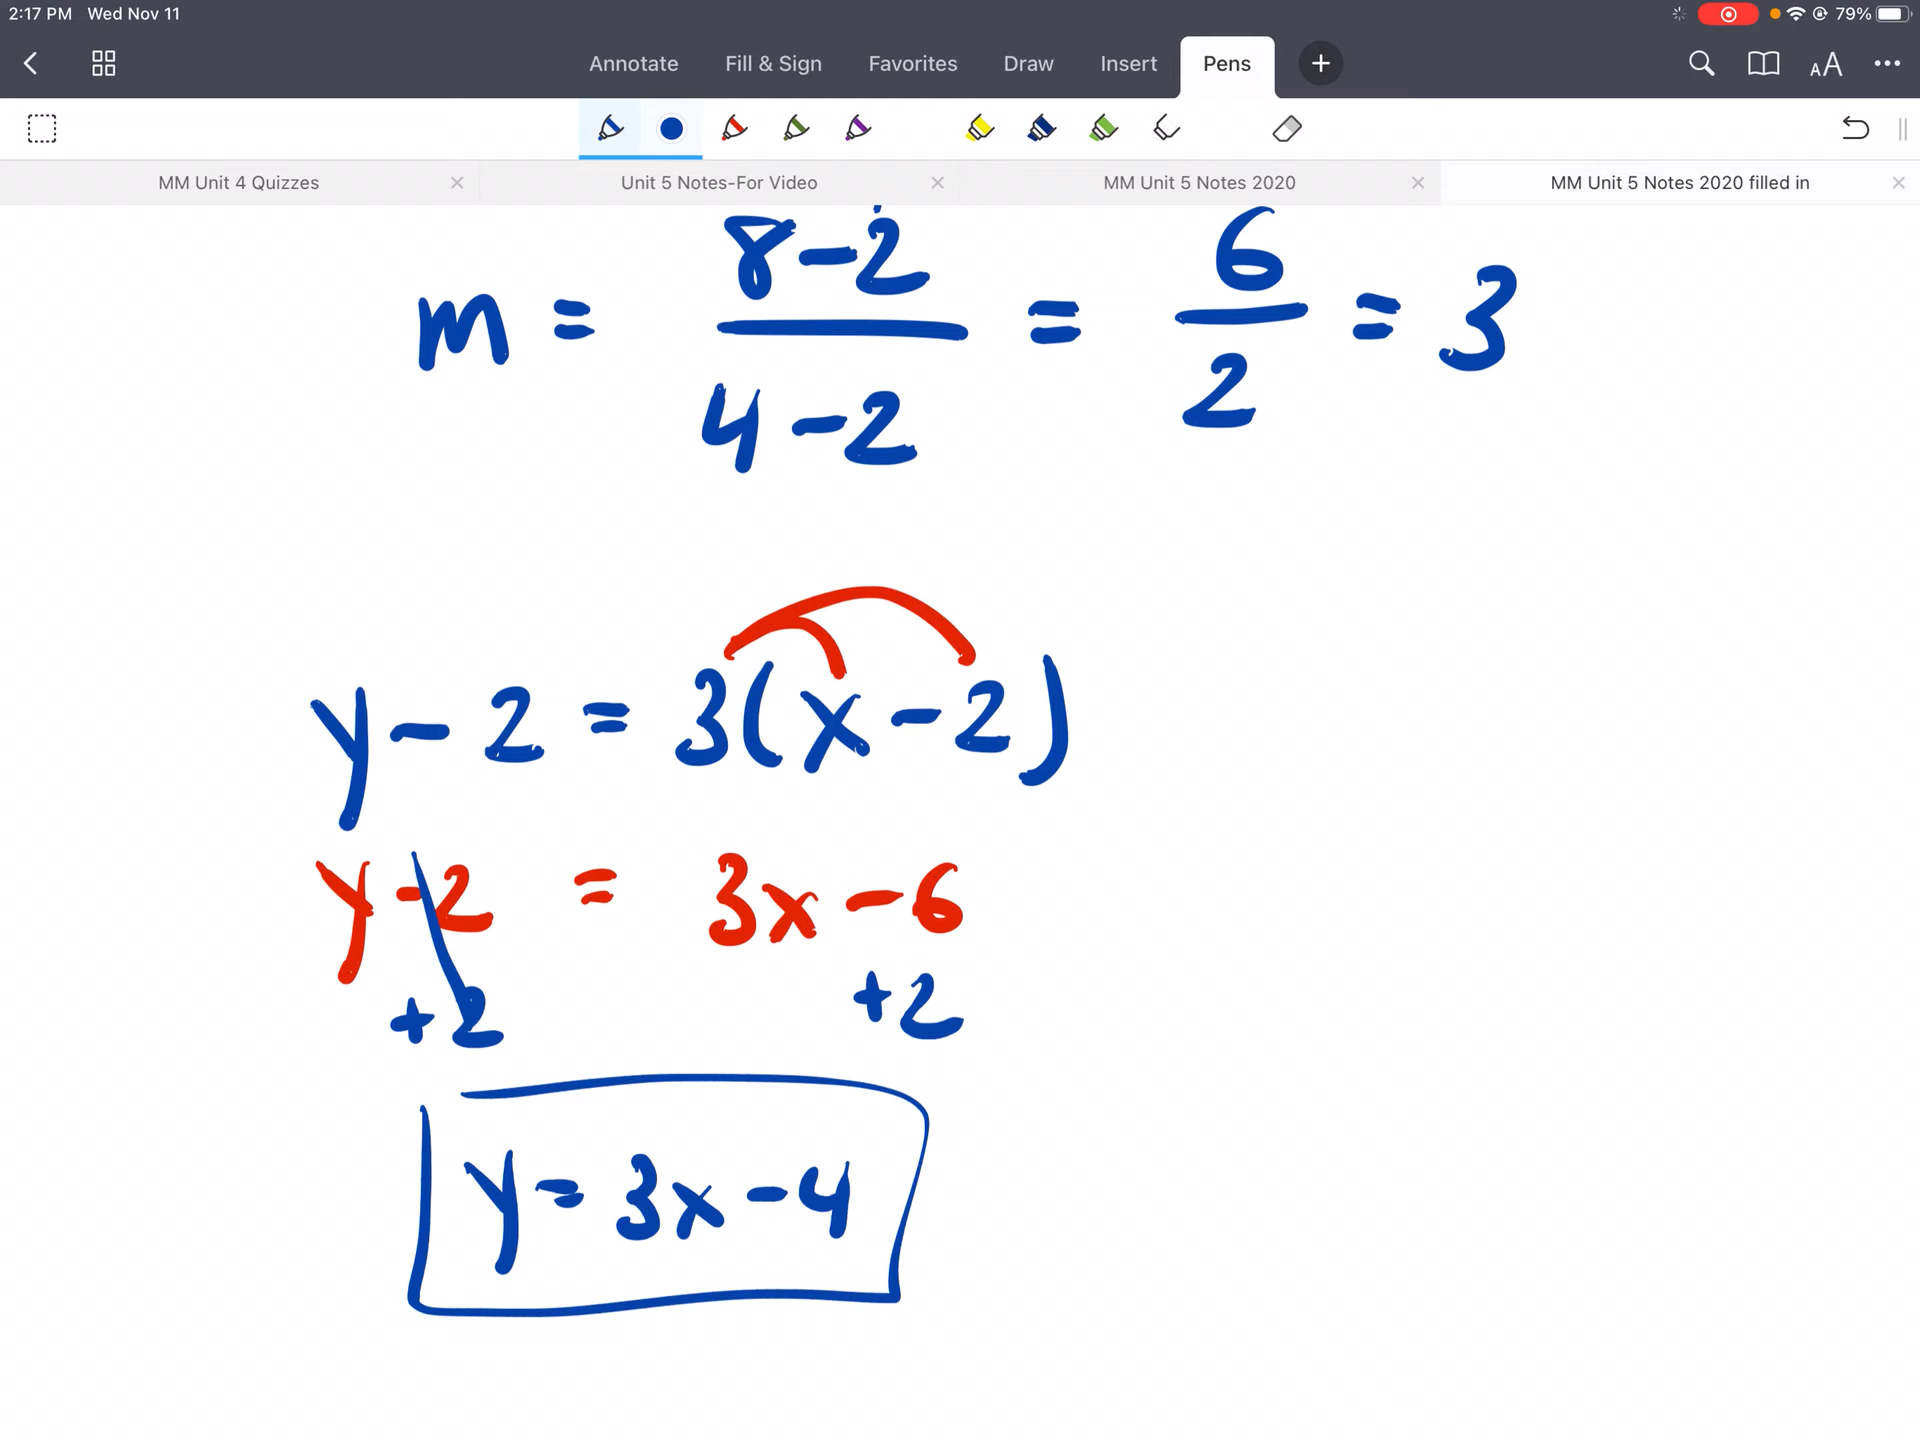 2:17 PM Wed Nov 11 79%
Annotate Fill & Sign Favorites Draw Insert Pens + AA
MM Unit 4 Quizzes × Unit 5 Notes-For Video × MM Unit 5 Notes 2020 × MM Unit 5 Notes 2020 filled in ×
8-2 6
m = = = 3
4-2 2
y-2 = 3(x-2)
y-2 = 3x-6
+2 +2
y=3x-4